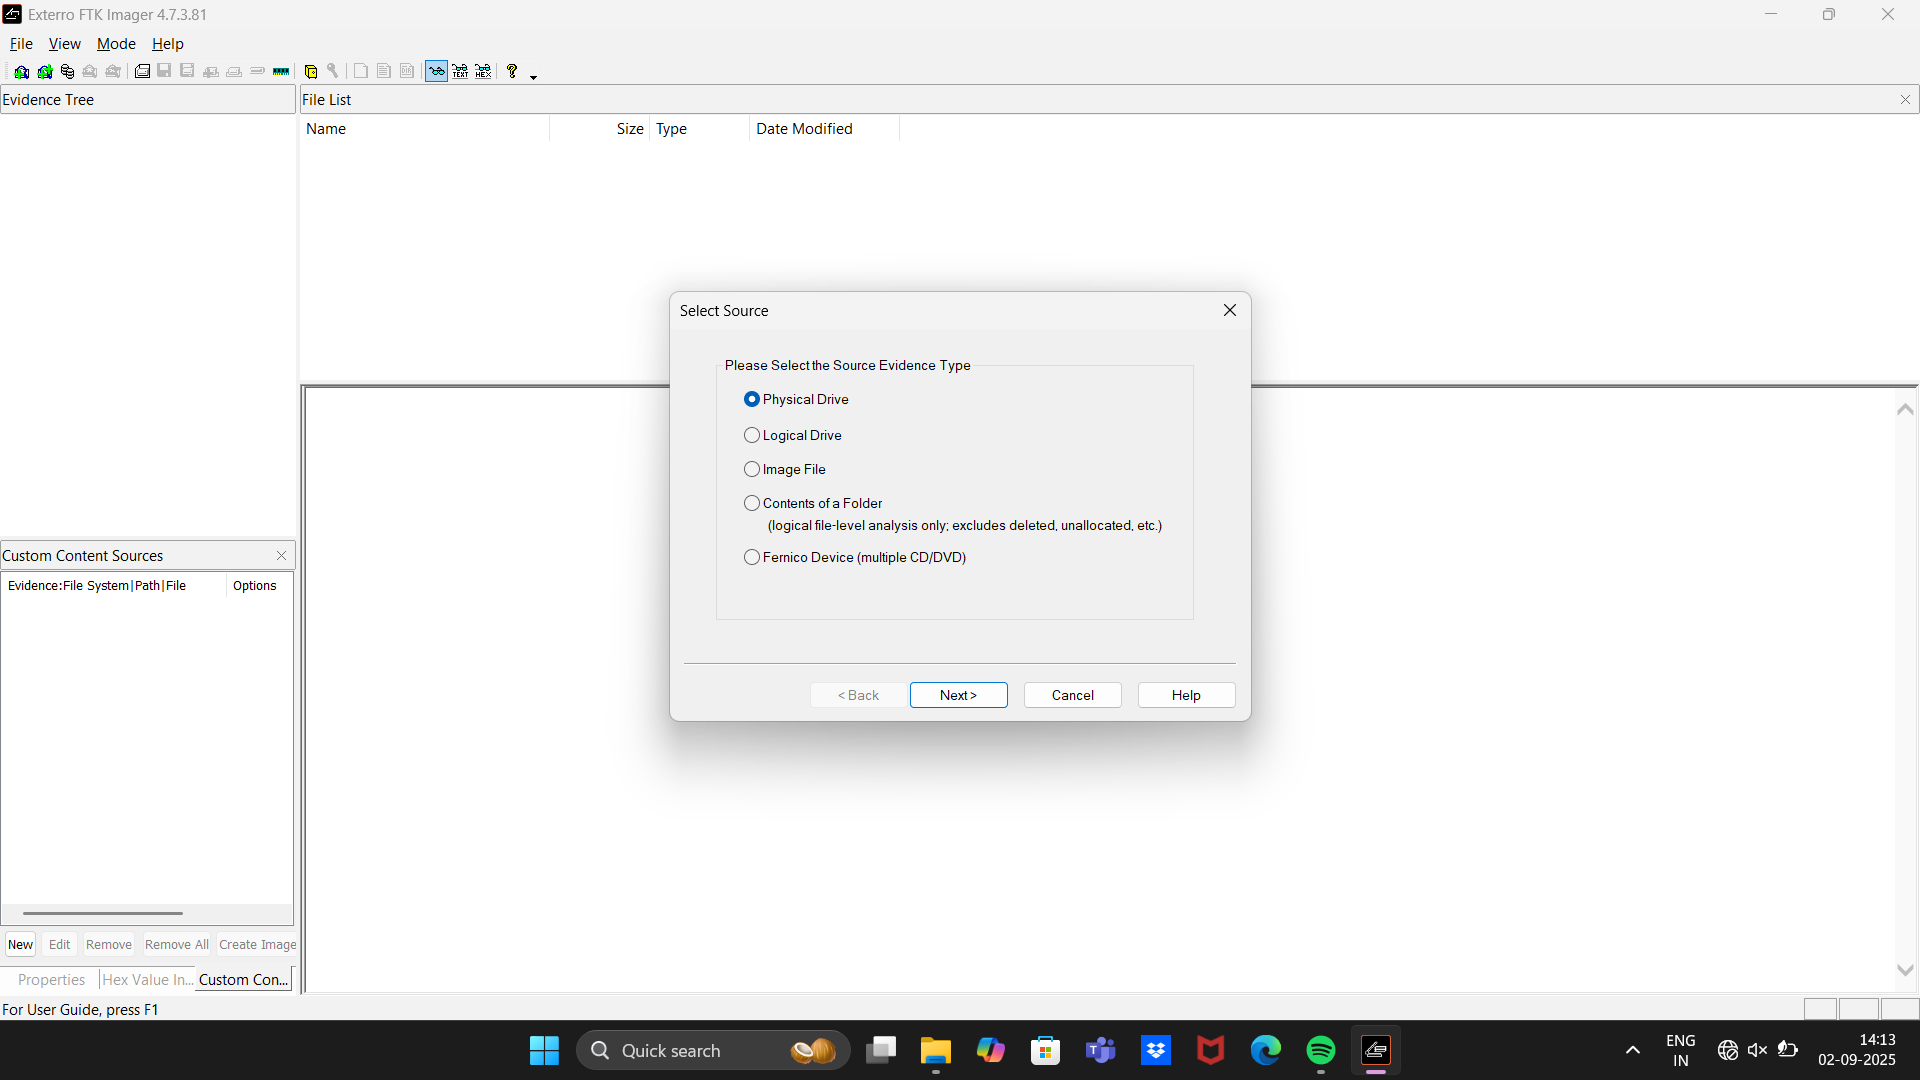 Exterro FTK Imager 4.7.3.81
File View Mode Help
TEXT HEX ?
Evidence Tree
File List
Name Size Type Date Modified
Select Source
Please Select the Source Evidence Type
Physical Drive
Logical Drive
Image File
Contents of a Folder
(logical file-level analysis only; excludes deleted, unallocated, etc.)
Fernico Device (multiple CD/DVD)
< Back Next > Cancel Help
Custom Content Sources
Evidence:File System|Path|File Options
New Edit Remove Remove All Create Image
Properties Hex Value In... Custom Con...
For User Guide, press F1
Quick search
ENG
IN
14:13
02-09-2025